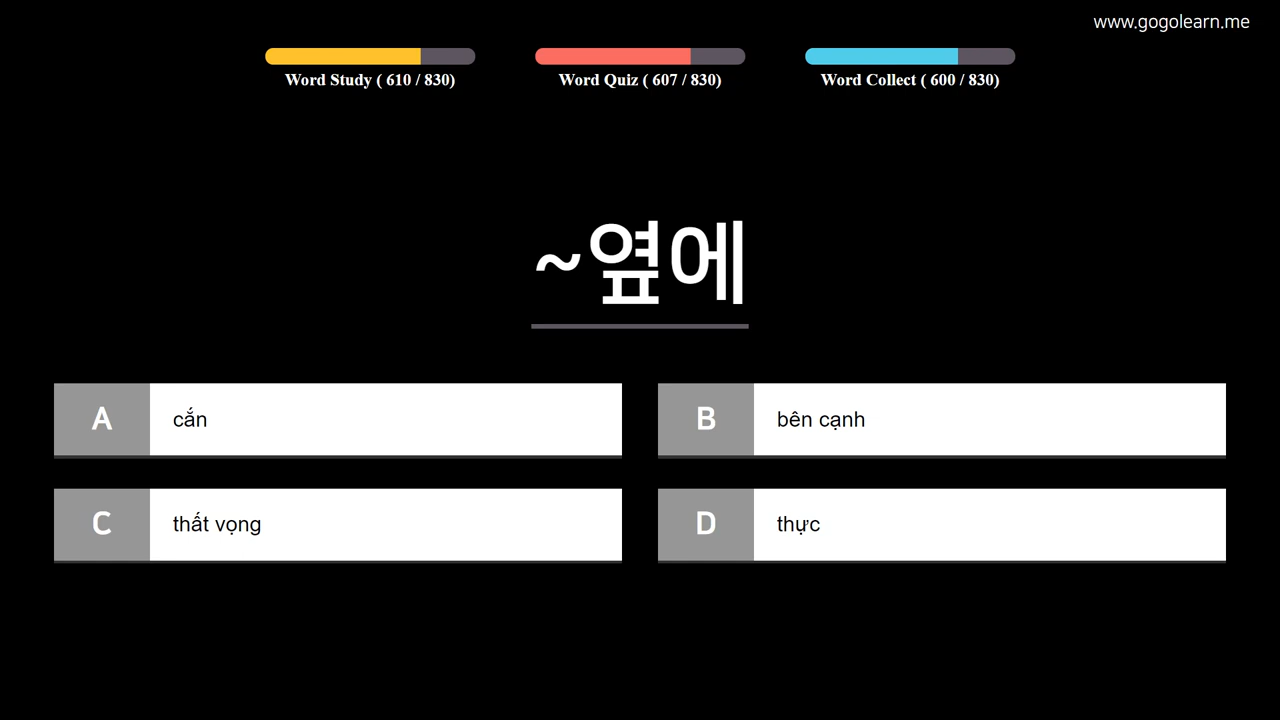 www.gogolearn.me
Word Study ( 610 / 830)
Word Quiz ( 607 / 830)
Word Collect ( 600 / 830)
~옆에
A
cắn
B
bên cạnh
C
thất vọng
D
thực